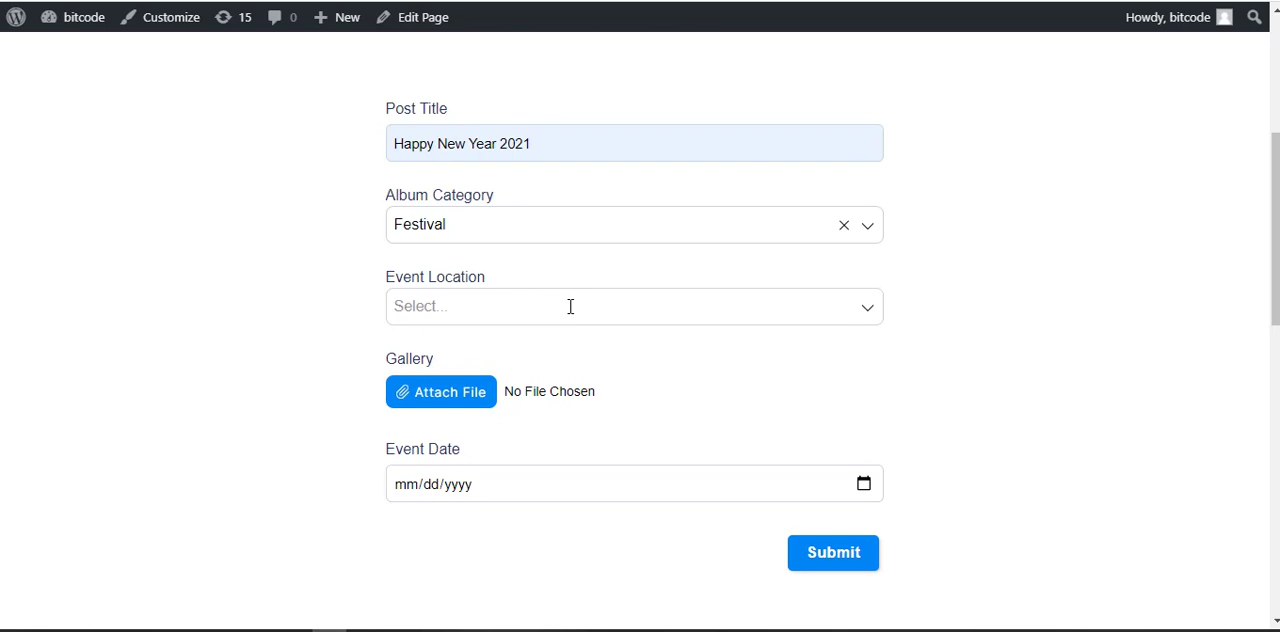 bitcode Customize 15 0 New Edit Page Howdy, bitcode
Post Title
Happy New Year 2021
Album Category
Festival
Event Location
Select...
Gallery
Attach File No File Chosen
Event Date
mm/dd/yyyy
Submit